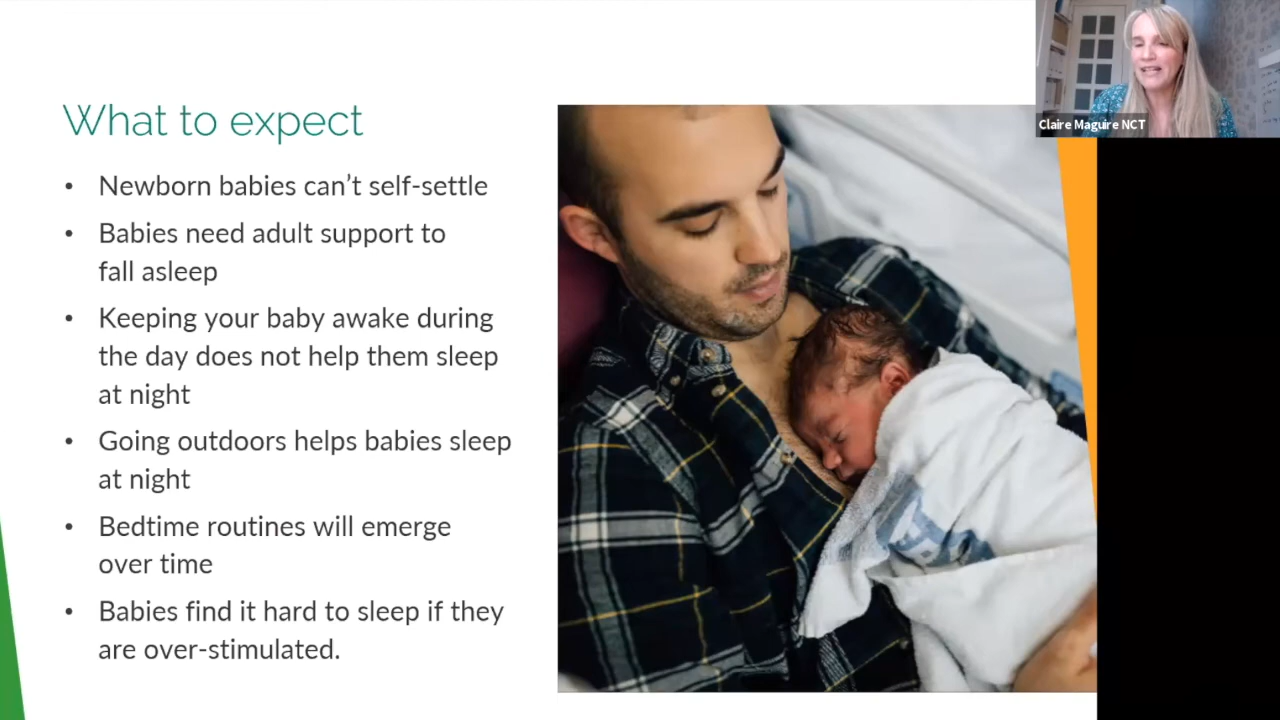 What to expect
• Newborn babies can’t self-settle
• Babies need adult support to
fall asleep
• Keeping your baby awake during
the day does not help them sleep
at night
• Going outdoors helps babies sleep
at night
• Bedtime routines will emerge
over time
• Babies find it hard to sleep if they
are over-stimulated.
Claire Maguire NCT